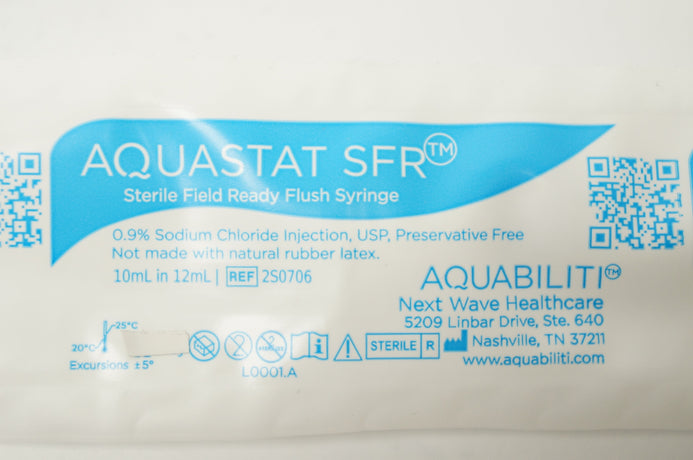 AQUASTAT SFR™
Sterile Field Ready Flush Syringe
0.9% Sodium Chloride Injection, USP, Preservative Free
Not made with natural rubber latex.
10mL in 12mL | REF 2S0706
AQUABILITI™
Next Wave Healthcare
5209 Linbar Drive, Ste. 640
Nashville, TN 37211
www.aquabiliti.com
25°C
20°C
Excursions ±5°
STERILE R
L0001.A